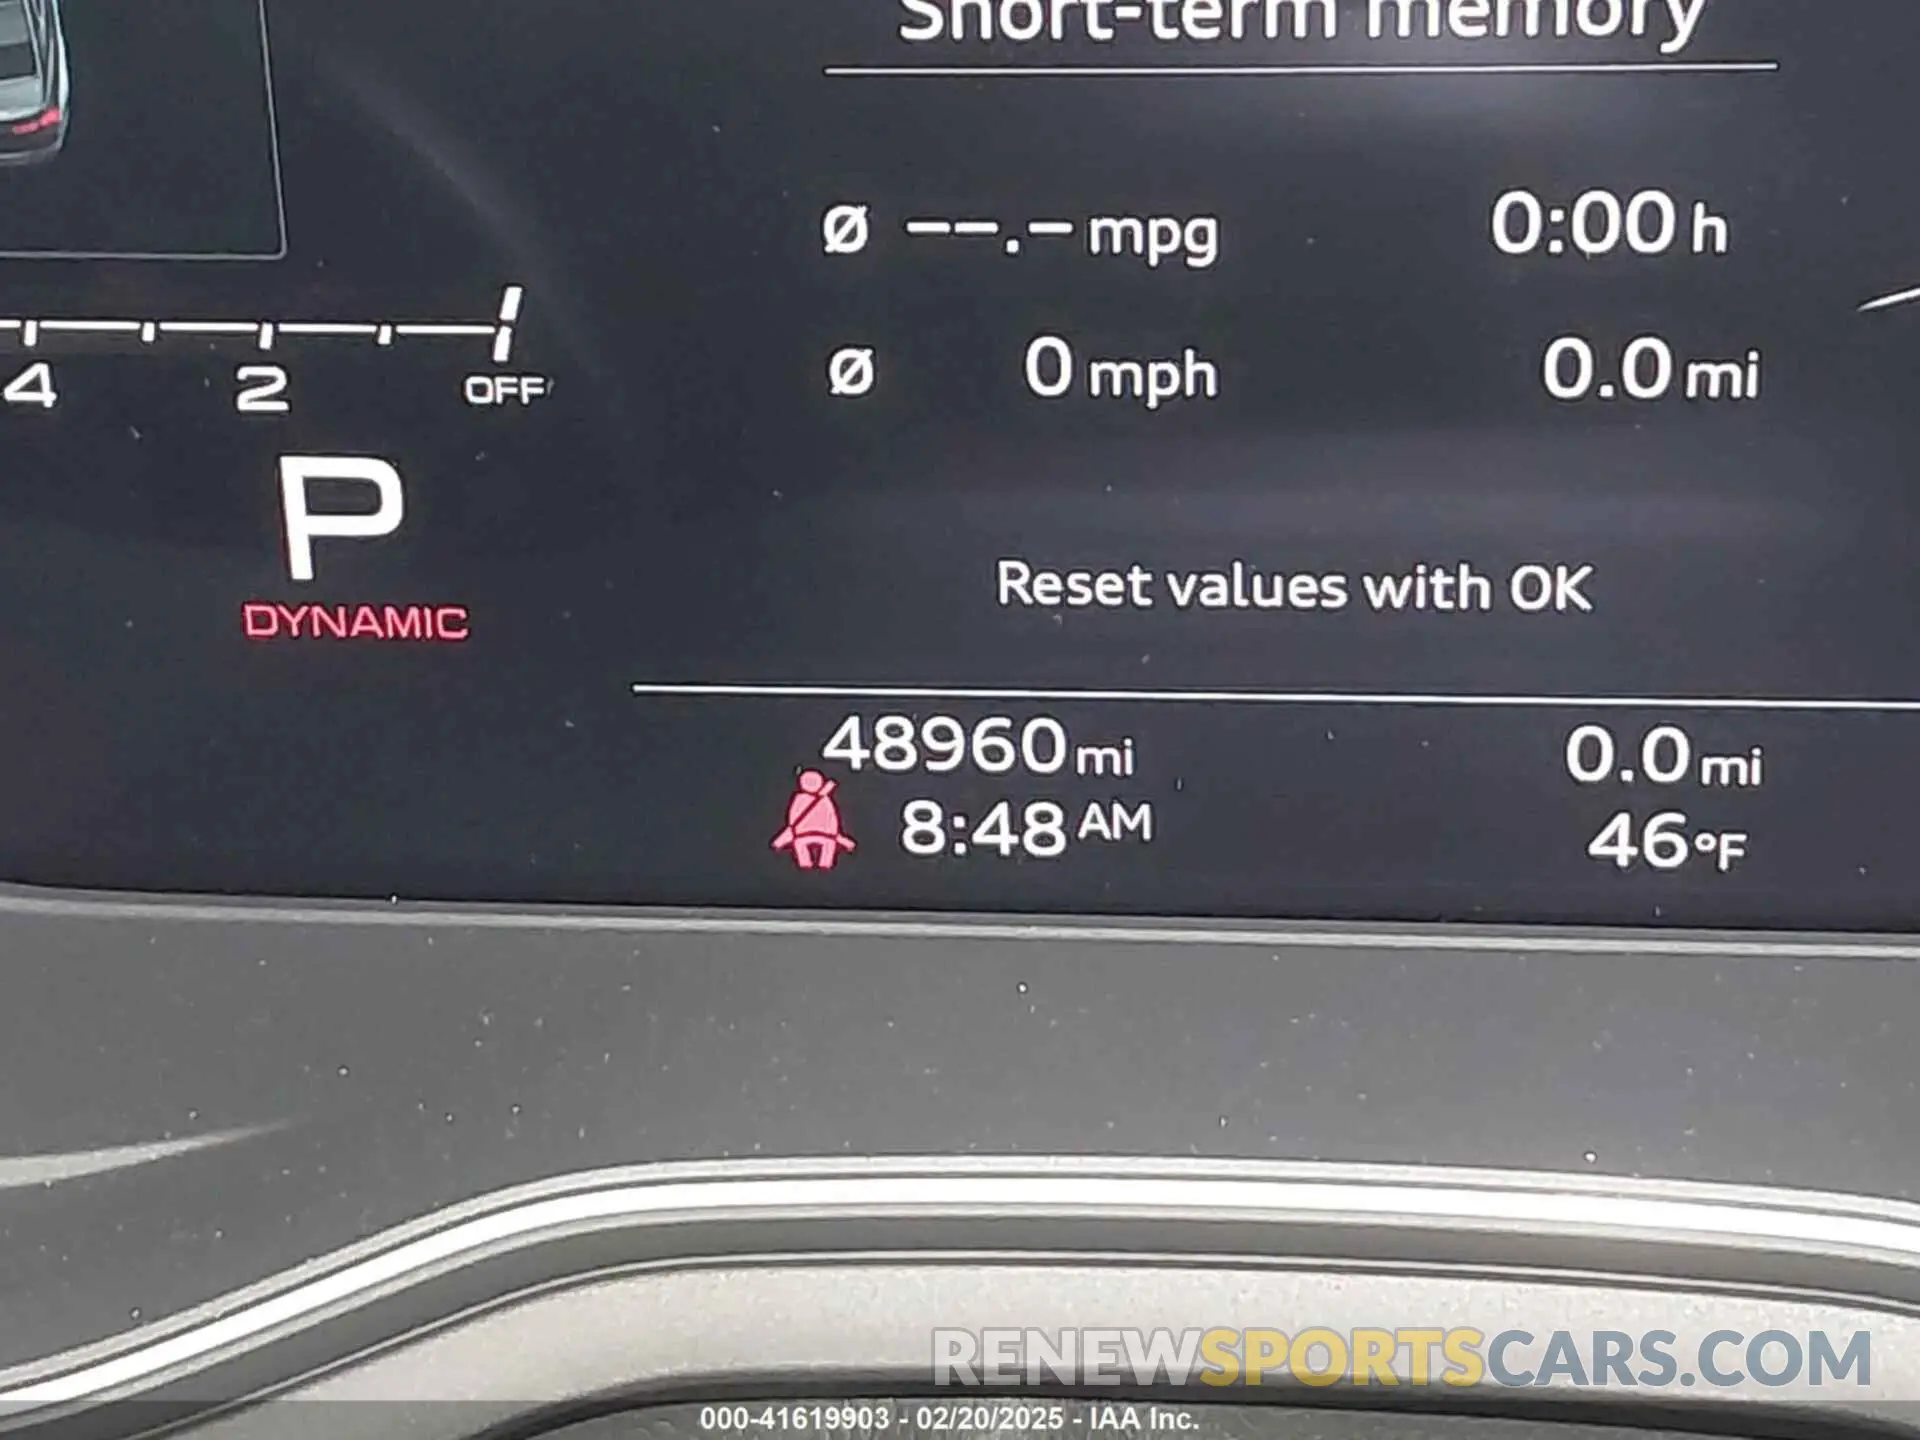 Short-term memory
Ø --.- mpg 0:00 h
Ø 0 mph 0.0 mi
4 2 OFF
P
DYNAMIC
Reset values with OK
48960 mi 0.0 mi
8:48 AM 46°F
RENEWSPORTSCARS.COM
000-41619903 - 02/20/2025 - IAA Inc.